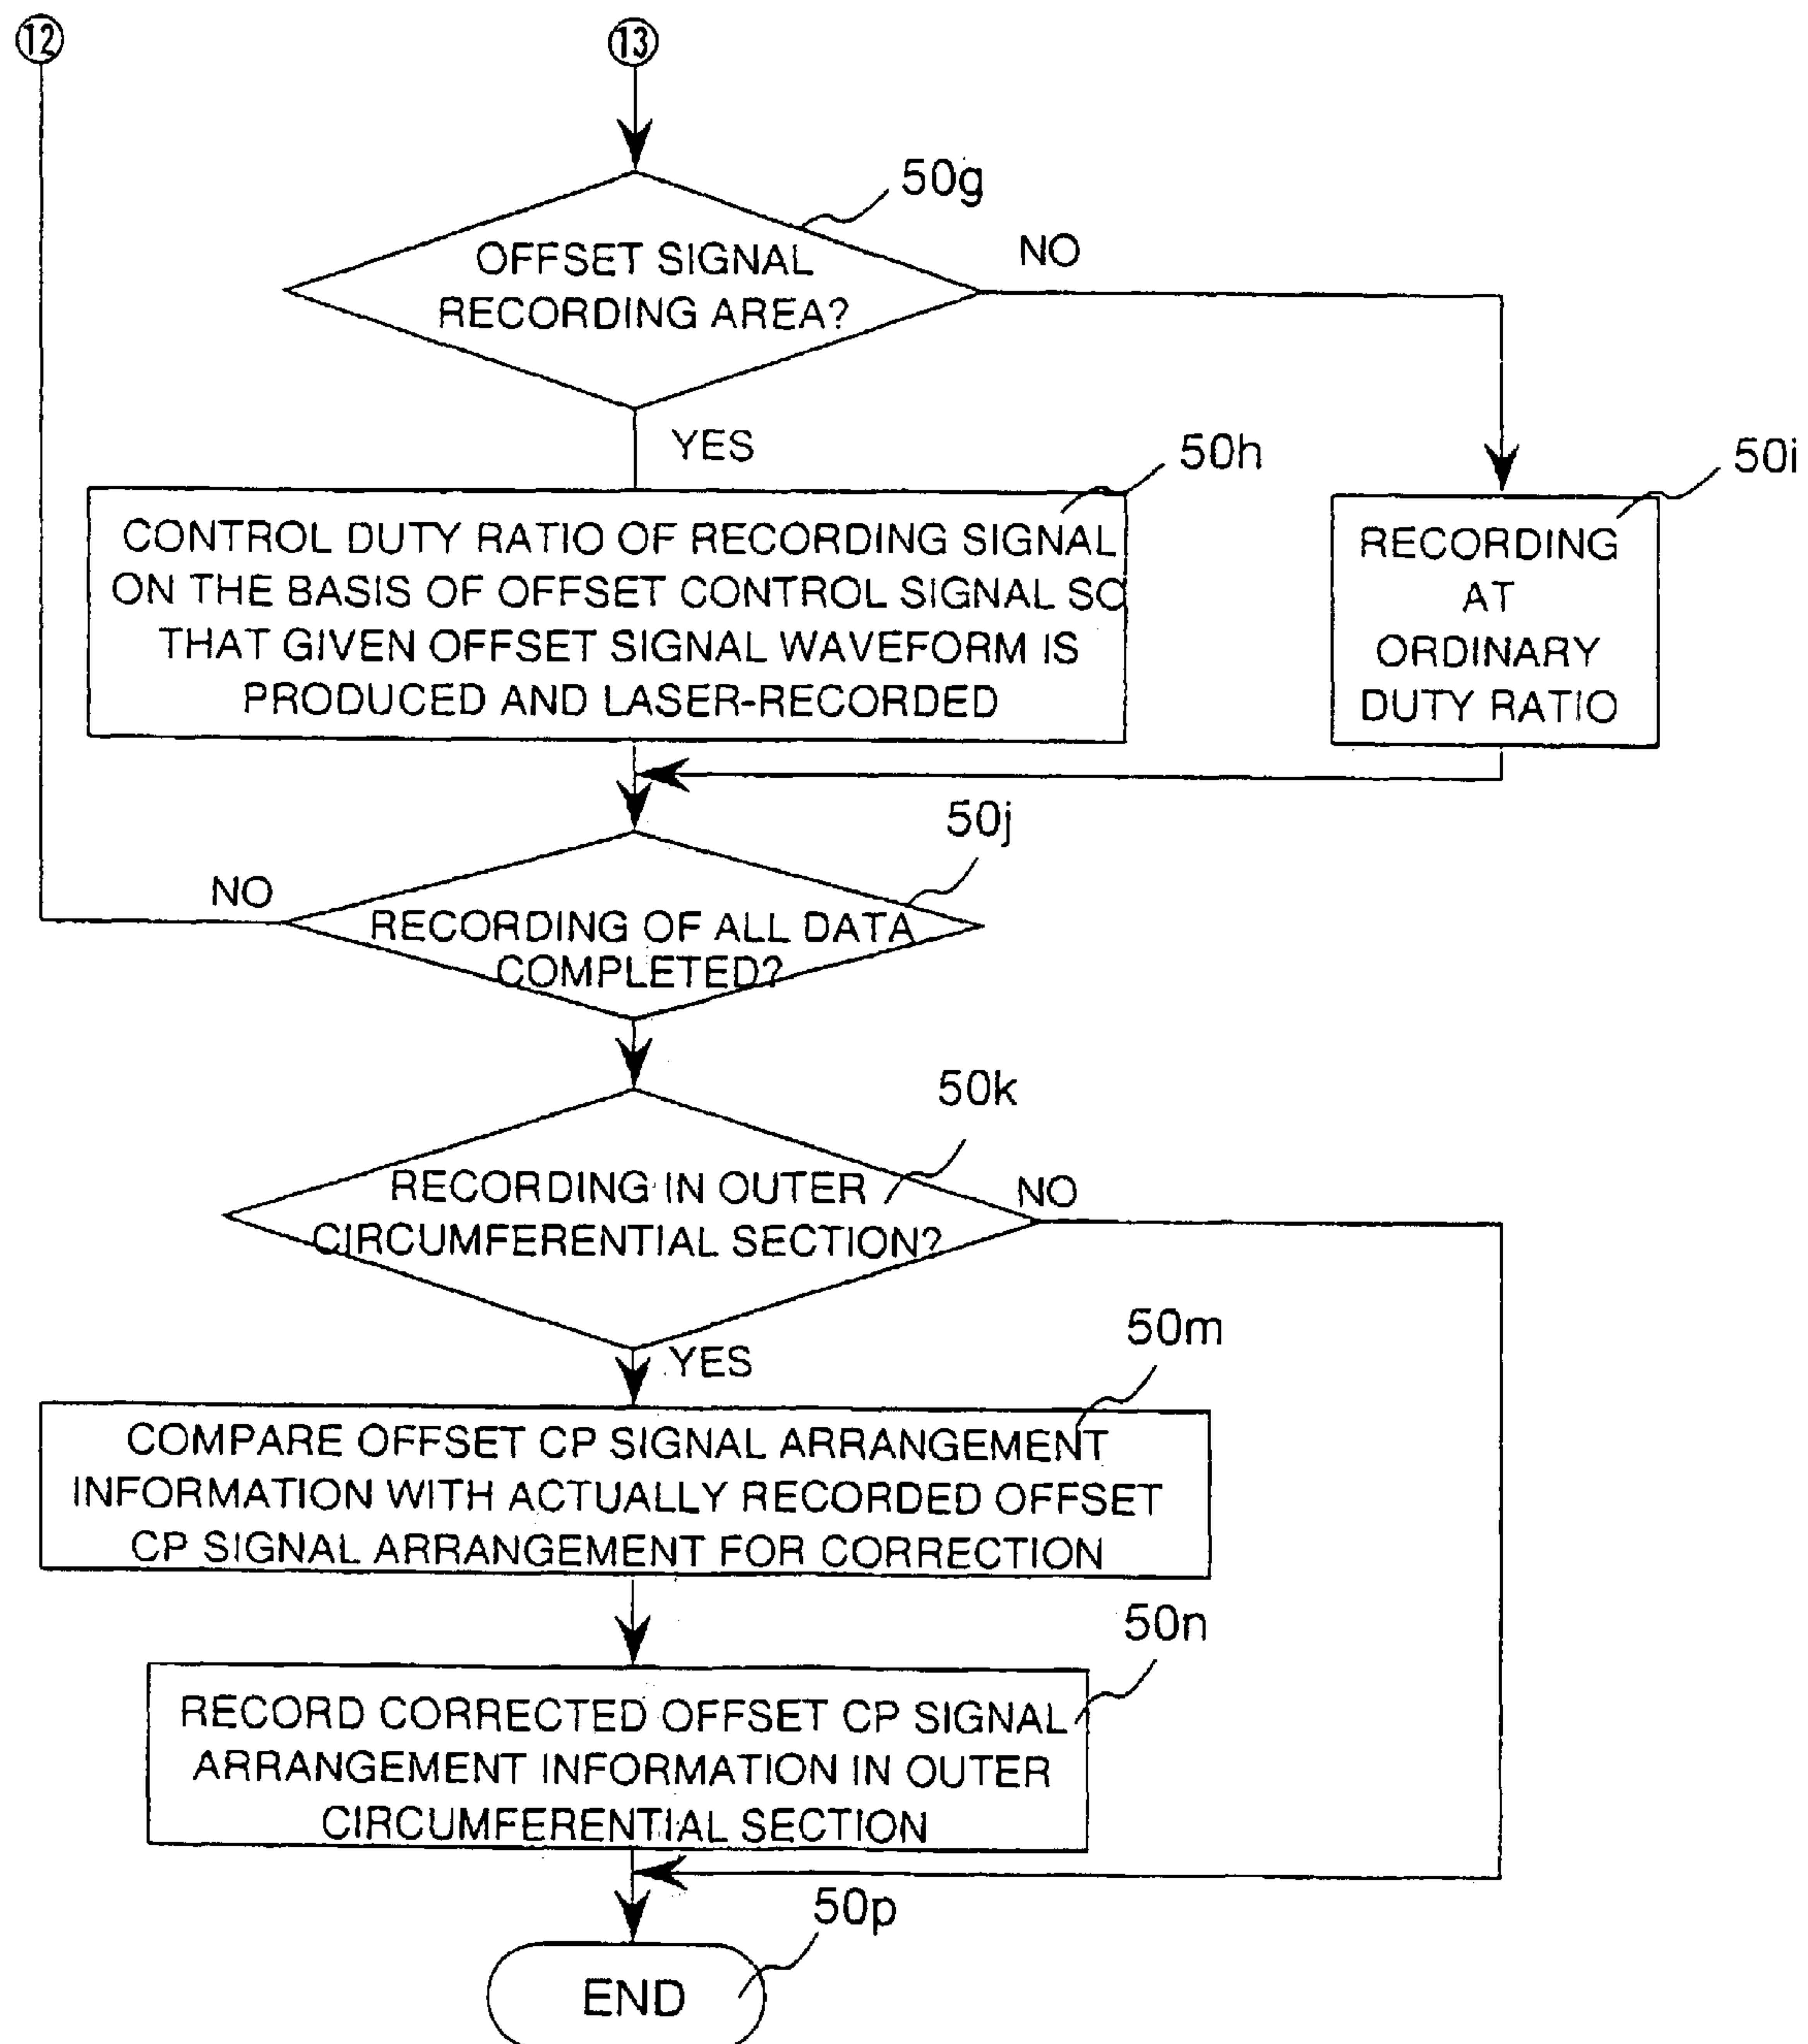 ⑫
⑬
50g
OFFSET SIGNAL
RECORDING AREA?
NO
YES
50h
50i
CONTROL DUTY RATIO OF RECORDING SIGNAL
ON THE BASIS OF OFFSET CONTROL SIGNAL SO
THAT GIVEN OFFSET SIGNAL WAVEFORM IS
PRODUCED AND LASER-RECORDED
RECORDING
AT
ORDINARY
DUTY RATIO
50j
NO
RECORDING OF ALL DATA
COMPLETED?
50k
RECORDING IN OUTER
CIRCUMFERENTIAL SECTION?
NO
YES
50m
COMPARE OFFSET CP SIGNAL ARRANGEMENT
INFORMATION WITH ACTUALLY RECORDED OFFSET
CP SIGNAL ARRANGEMENT FOR CORRECTION
50n
RECORD CORRECTED OFFSET CP SIGNAL
ARRANGEMENT INFORMATION IN OUTER
CIRCUMFERENTIAL SECTION
50p
END